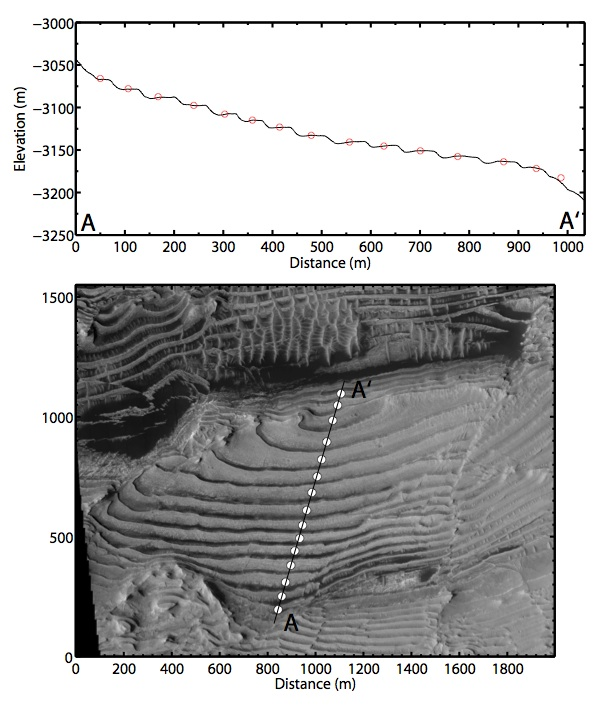 −3000
−3050
−3100
−3150
−3200
−3250
Elevation (m)
A
A'
0 100 200 300 400 500 600 700 800 900 1000
Distance (m)
1500
1000
500
0
A'
A
0 200 400 600 800 1000 1200 1400 1600 1800
Distance (m)